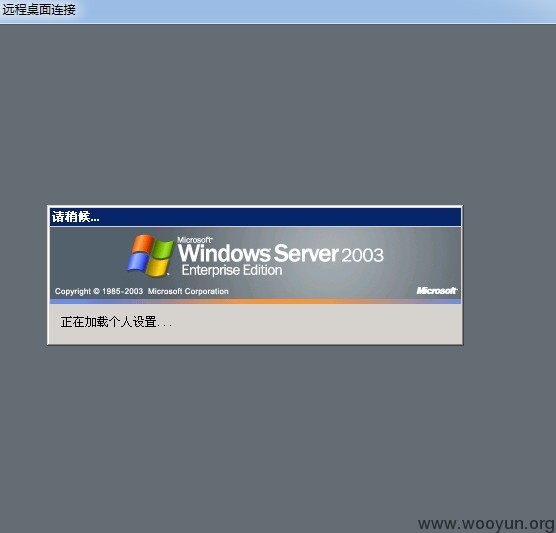 远程桌面连接
请稍候...
Microsoft
Windows Server 2003
Enterprise Edition
Copyright © 1985-2003 Microsoft Corporation
Microsoft
正在加载个人设置...
www.wooyun.org